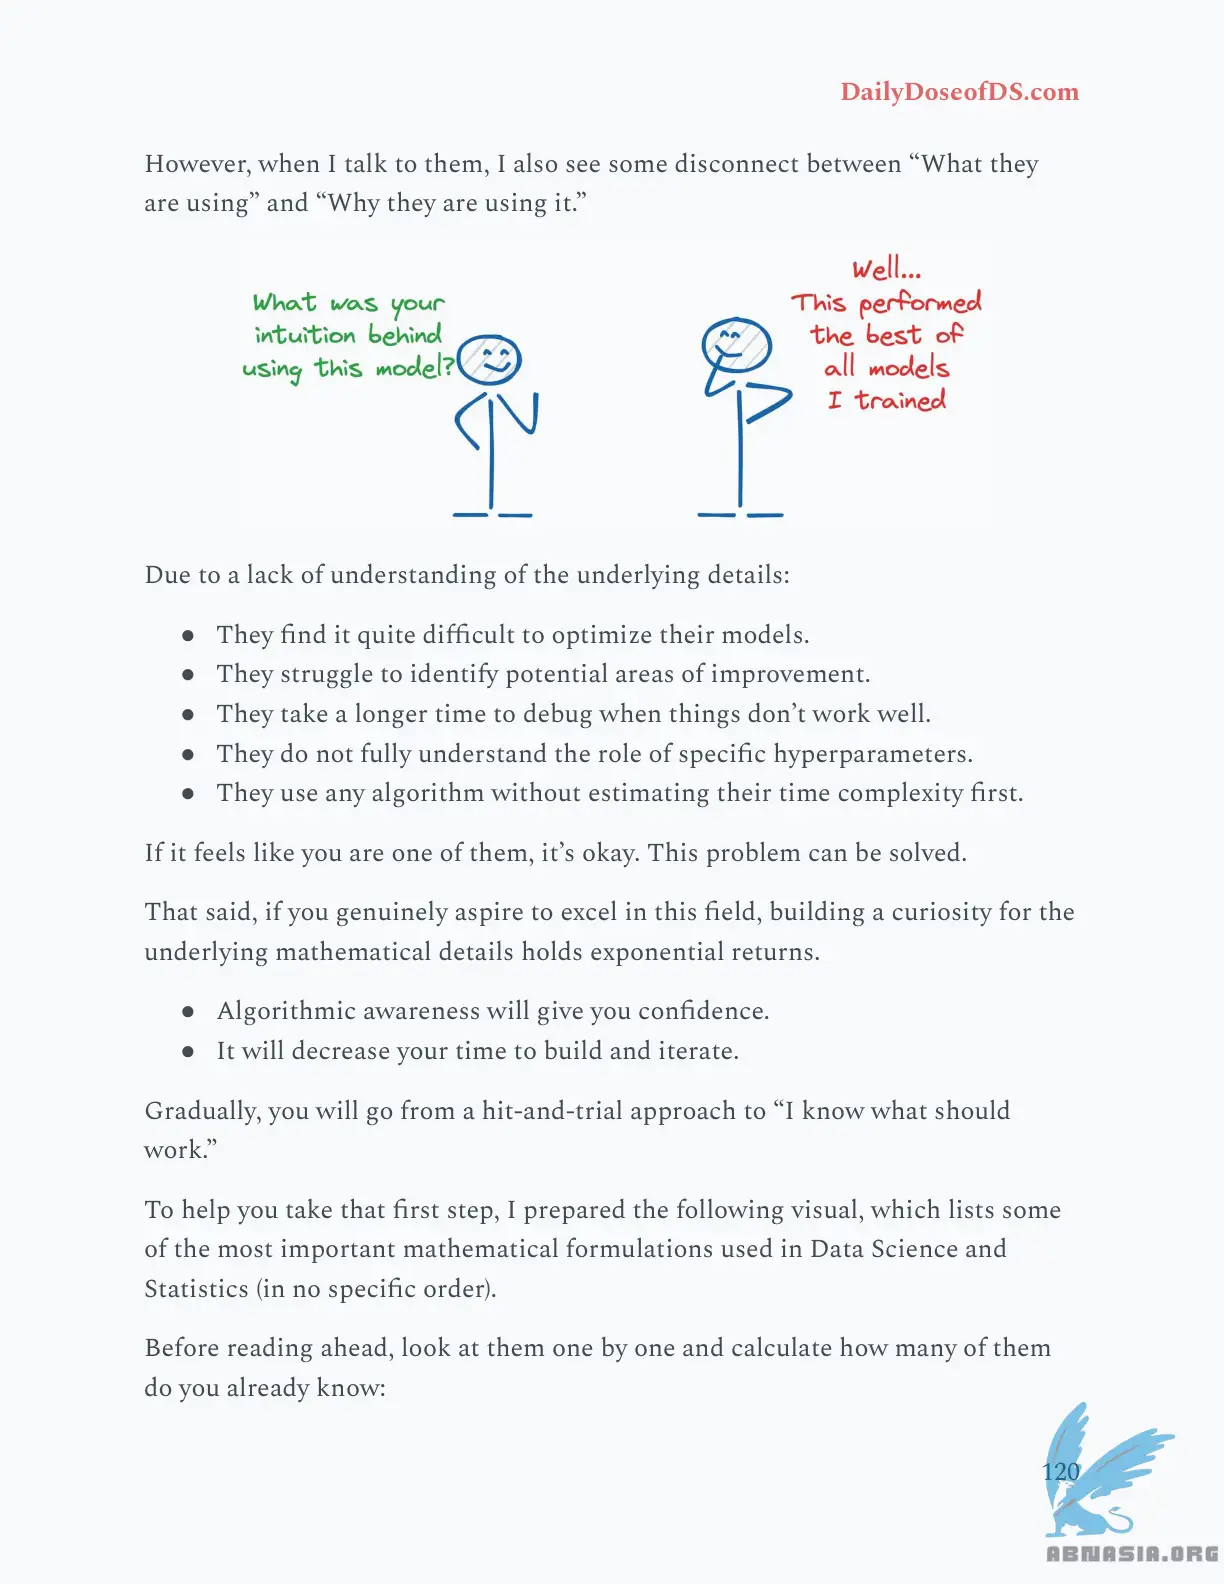 DailyDoseofDS.com
However, when I talk to them, I also see some disconnect between “What they
are using” and “Why they are using it.”
What was your
intuition behind
using this model?
Well...
This performed
the best of
all models
I trained
Due to a lack of understanding of the underlying details:
● They find it quite difficult to optimize their models.
● They struggle to identify potential areas of improvement.
● They take a longer time to debug when things don’t work well.
● They do not fully understand the role of specific hyperparameters.
● They use any algorithm without estimating their time complexity first.
If it feels like you are one of them, it’s okay. This problem can be solved.
That said, if you genuinely aspire to excel in this field, building a curiosity for the
underlying mathematical details holds exponential returns.
● Algorithmic awareness will give you confidence.
● It will decrease your time to build and iterate.
Gradually, you will go from a hit-and-trial approach to “I know what should
work.”
To help you take that first step, I prepared the following visual, which lists some
of the most important mathematical formulations used in Data Science and
Statistics (in no specific order).
Before reading ahead, look at them one by one and calculate how many of them
do you already know:
120
ABNASIA.ORG